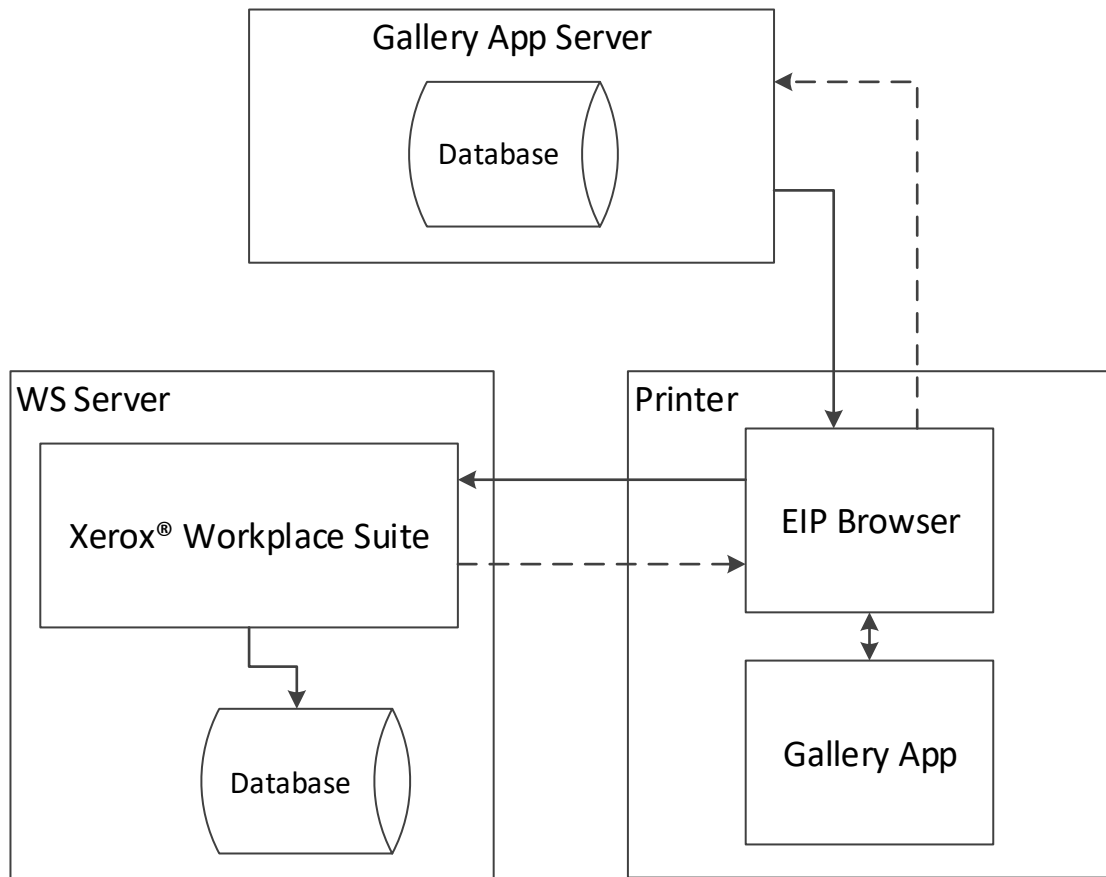 Gallery App Server
Database
WS Server
Printer
Xerox® Workplace Suite
EIP Browser
Database
Gallery App